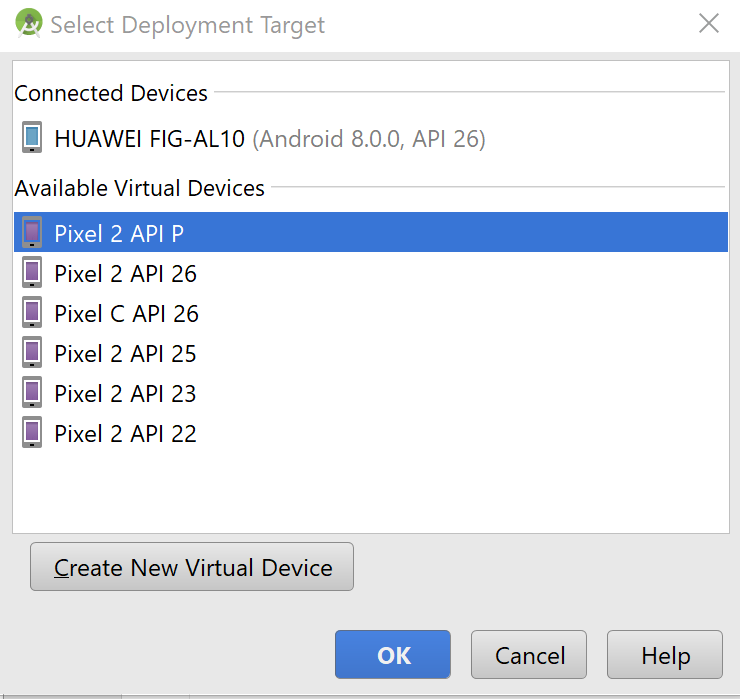 Select Deployment Target
Connected Devices
HUAWEI FIG-AL10 (Android 8.0.0, API 26)
Available Virtual Devices
Pixel 2 API P
Pixel 2 API 26
Pixel C API 26
Pixel 2 API 25
Pixel 2 API 23
Pixel 2 API 22
Create New Virtual Device
OK Cancel Help